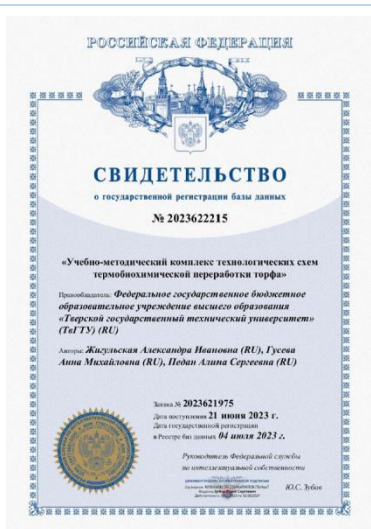 РОССИЙСКАЯ ФЕДЕРАЦИЯ
СВИДЕТЕЛЬСТВО
о государственной регистрации базы данных
№ 2023622215
«Учебно-методический комплекс технологических схем
термобиохимической переработки торфа»
Правообладатель: Федеральное государственное бюджетное
образовательное учреждение высшего образования
«Тверской государственный технический университет»
(ТвГТУ) (RU)
Авторы: Жигульская Александра Ивановна (RU), Гусева
Анна Михайловна (RU), Педан Алина Сергеевна (RU)
Заявка № 2023621975
Дата поступления 21 июня 2023 г.
Дата государственной регистрации
в Реестре баз данных 04 июля 2023 г.
Руководитель Федеральной службы
по интеллектуальной собственности
Ю.С. Зубов